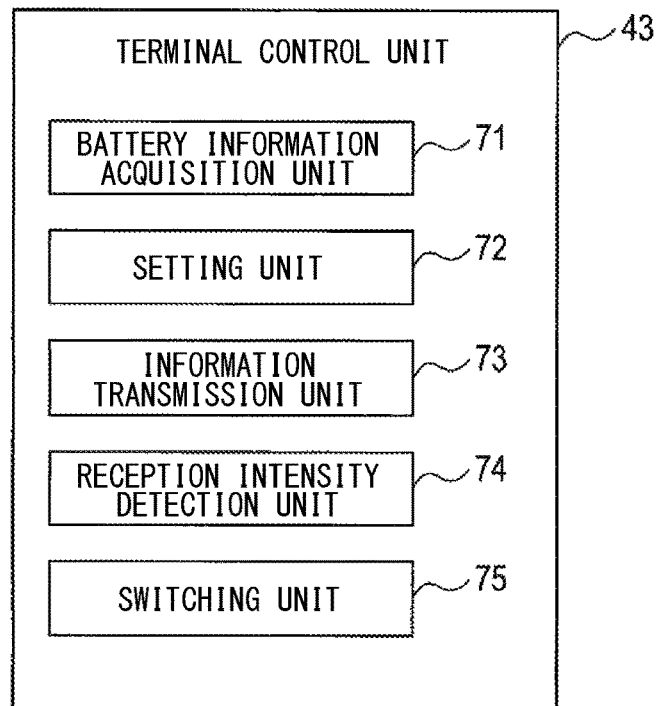 TERMINAL CONTROL UNIT
43
BATTERY INFORMATION
ACQUISITION UNIT
71
SETTING UNIT
72
INFORMATION
TRANSMISSION UNIT
73
RECEPTION INTENSITY
DETECTION UNIT
74
SWITCHING UNIT
75